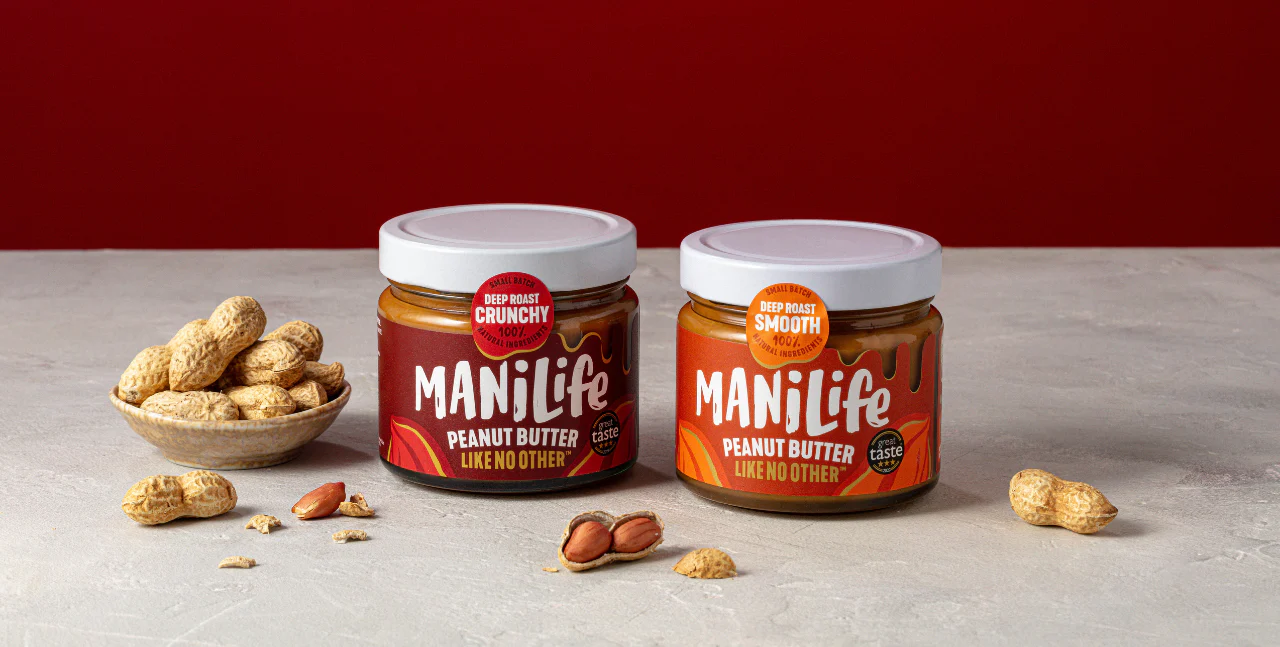 SMALL BATCH
DEEP ROAST
CRUNCHY
100%
NATURAL INGREDIENTS
MANiLife
PEANUT BUTTER
LIKE NO OTHER™
great
taste
SMALL BATCH
DEEP ROAST
SMOOTH
100%
NATURAL INGREDIENTS
MANiLife
PEANUT BUTTER
LIKE NO OTHER™
great
taste